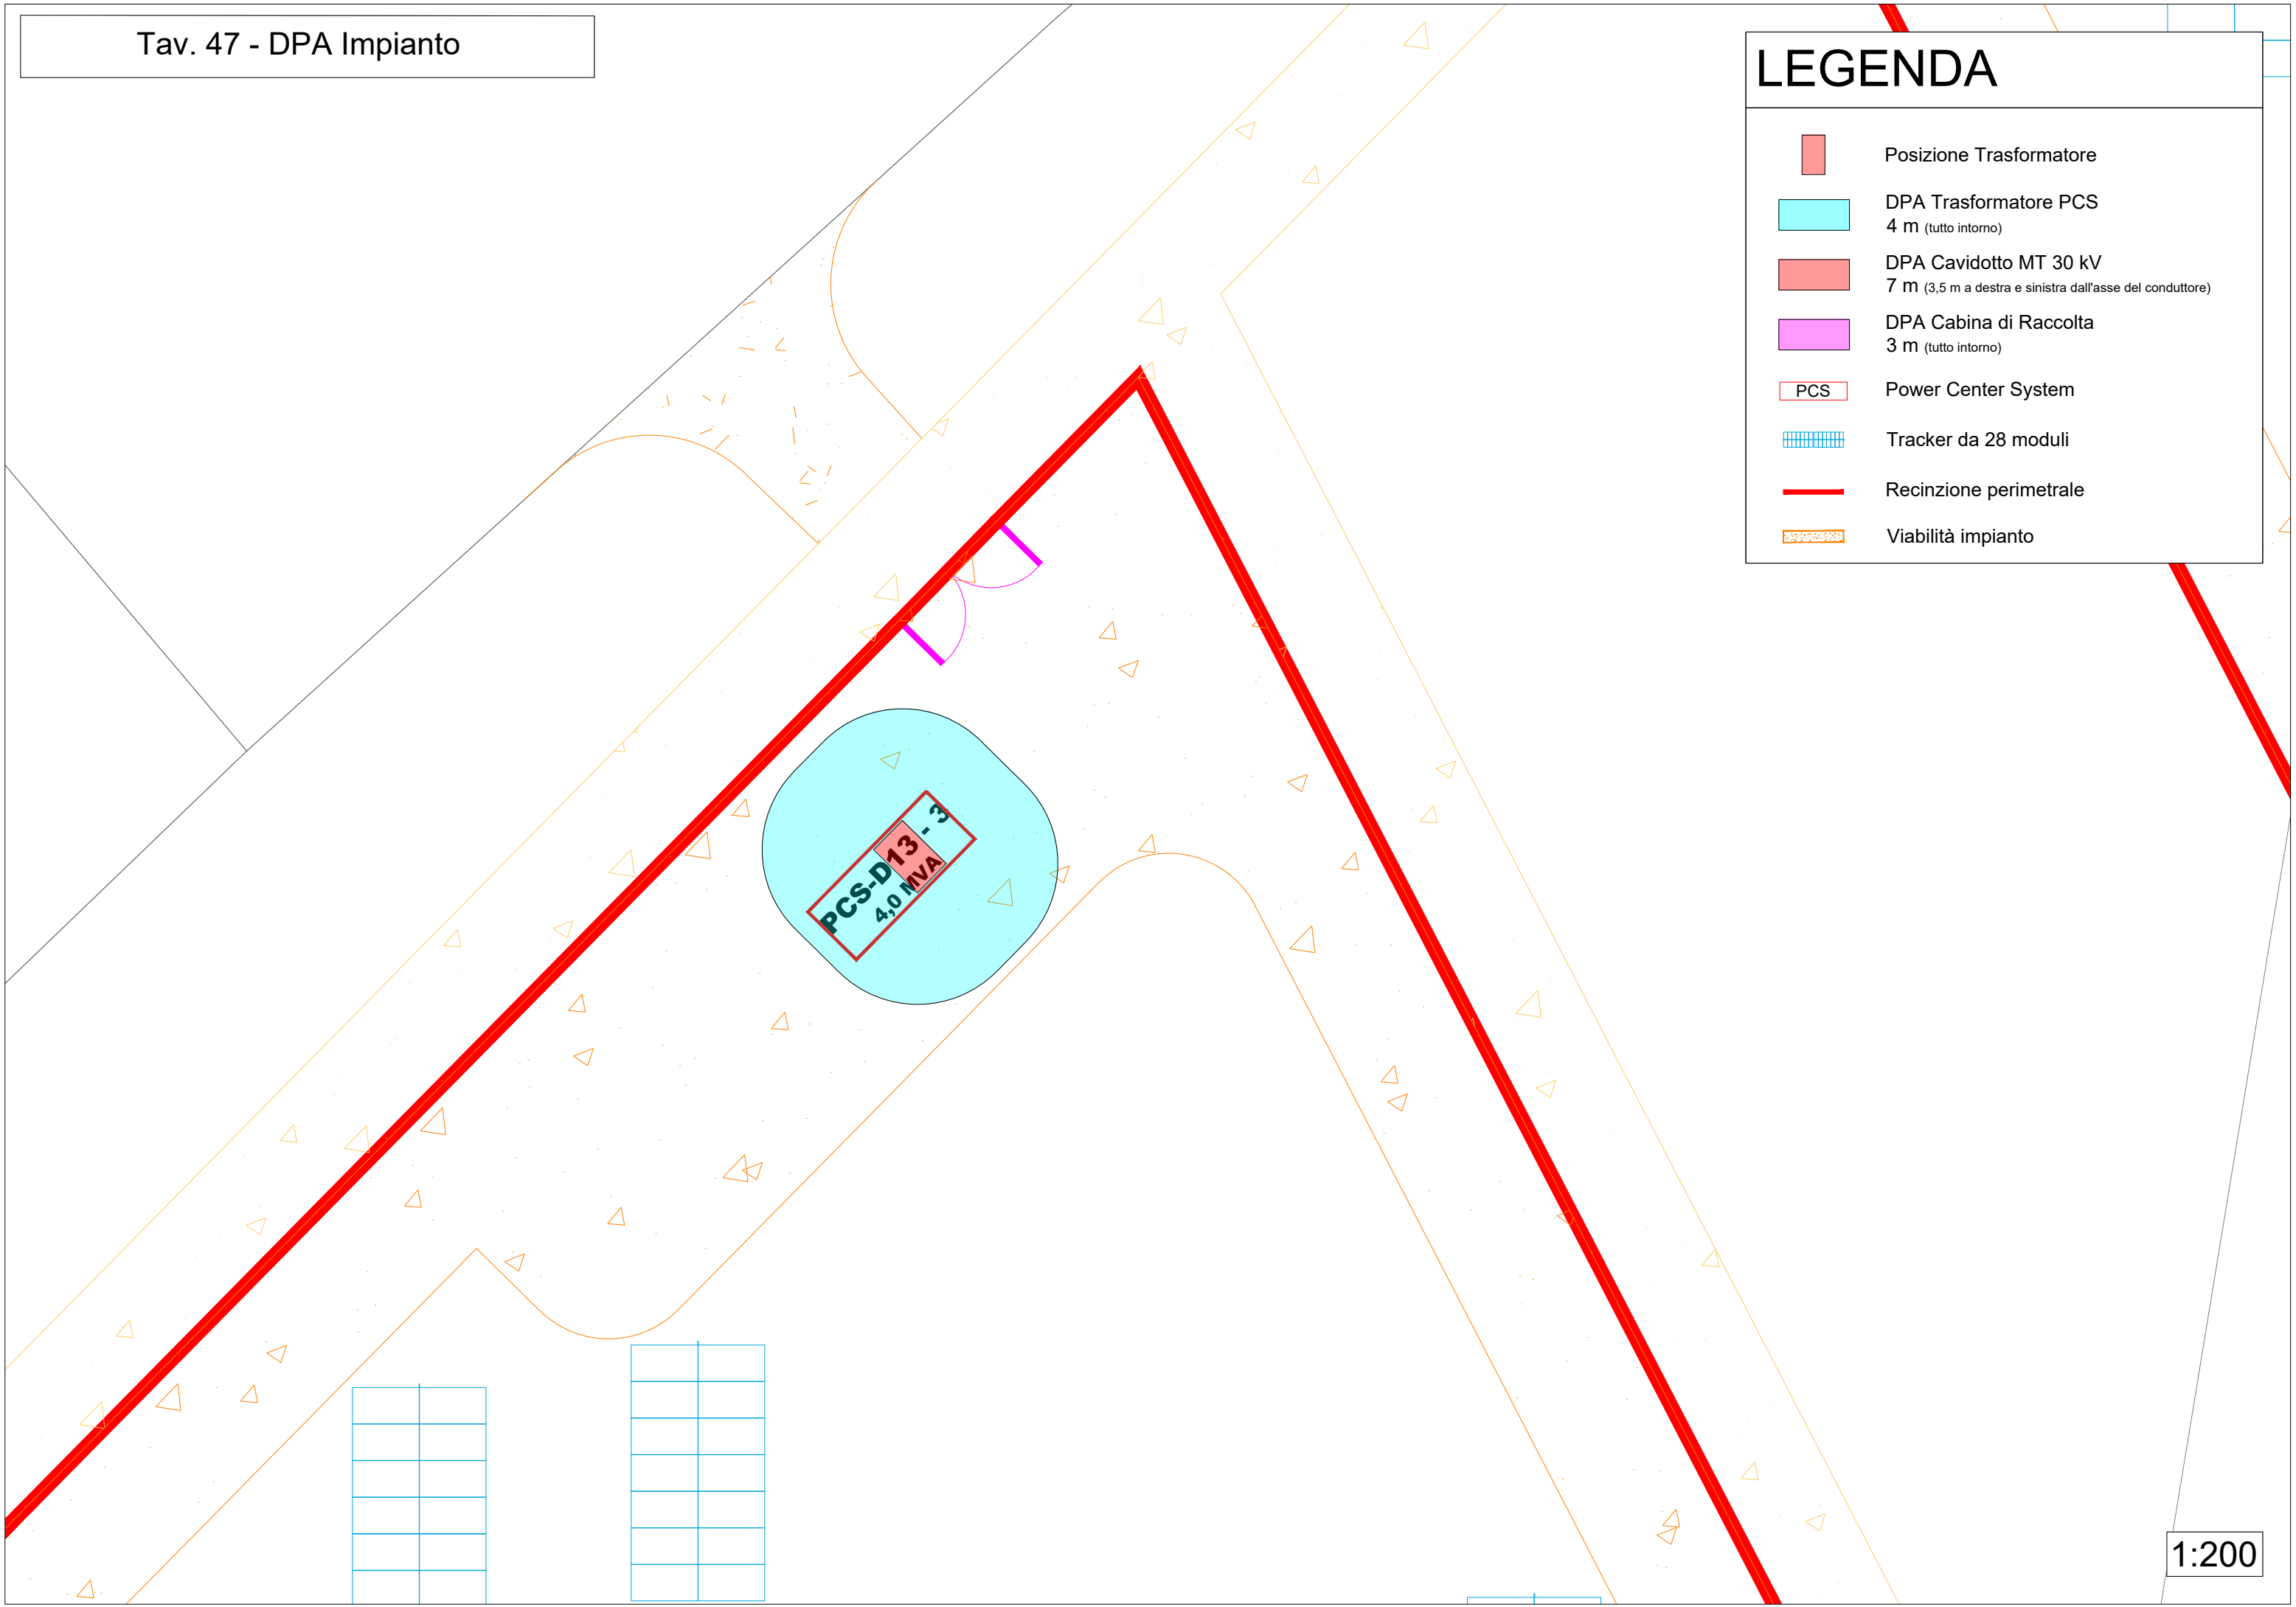 Tav. 47 - DPA Impianto
LEGENDA
Posizione Trasformatore
DPA Trasformatore PCS
4 m (tutto intorno)
DPA Cavidotto MT 30 kV
7 m (3,5 m a destra e sinistra dall'asse del conduttore)
DPA Cabina di Raccolta
3 m (tutto intorno)
PCS Power Center System
Tracker da 28 moduli
Recinzione perimetrale
Viabilità impianto
PCS-D13 - 3
4,0 MVA
1:200